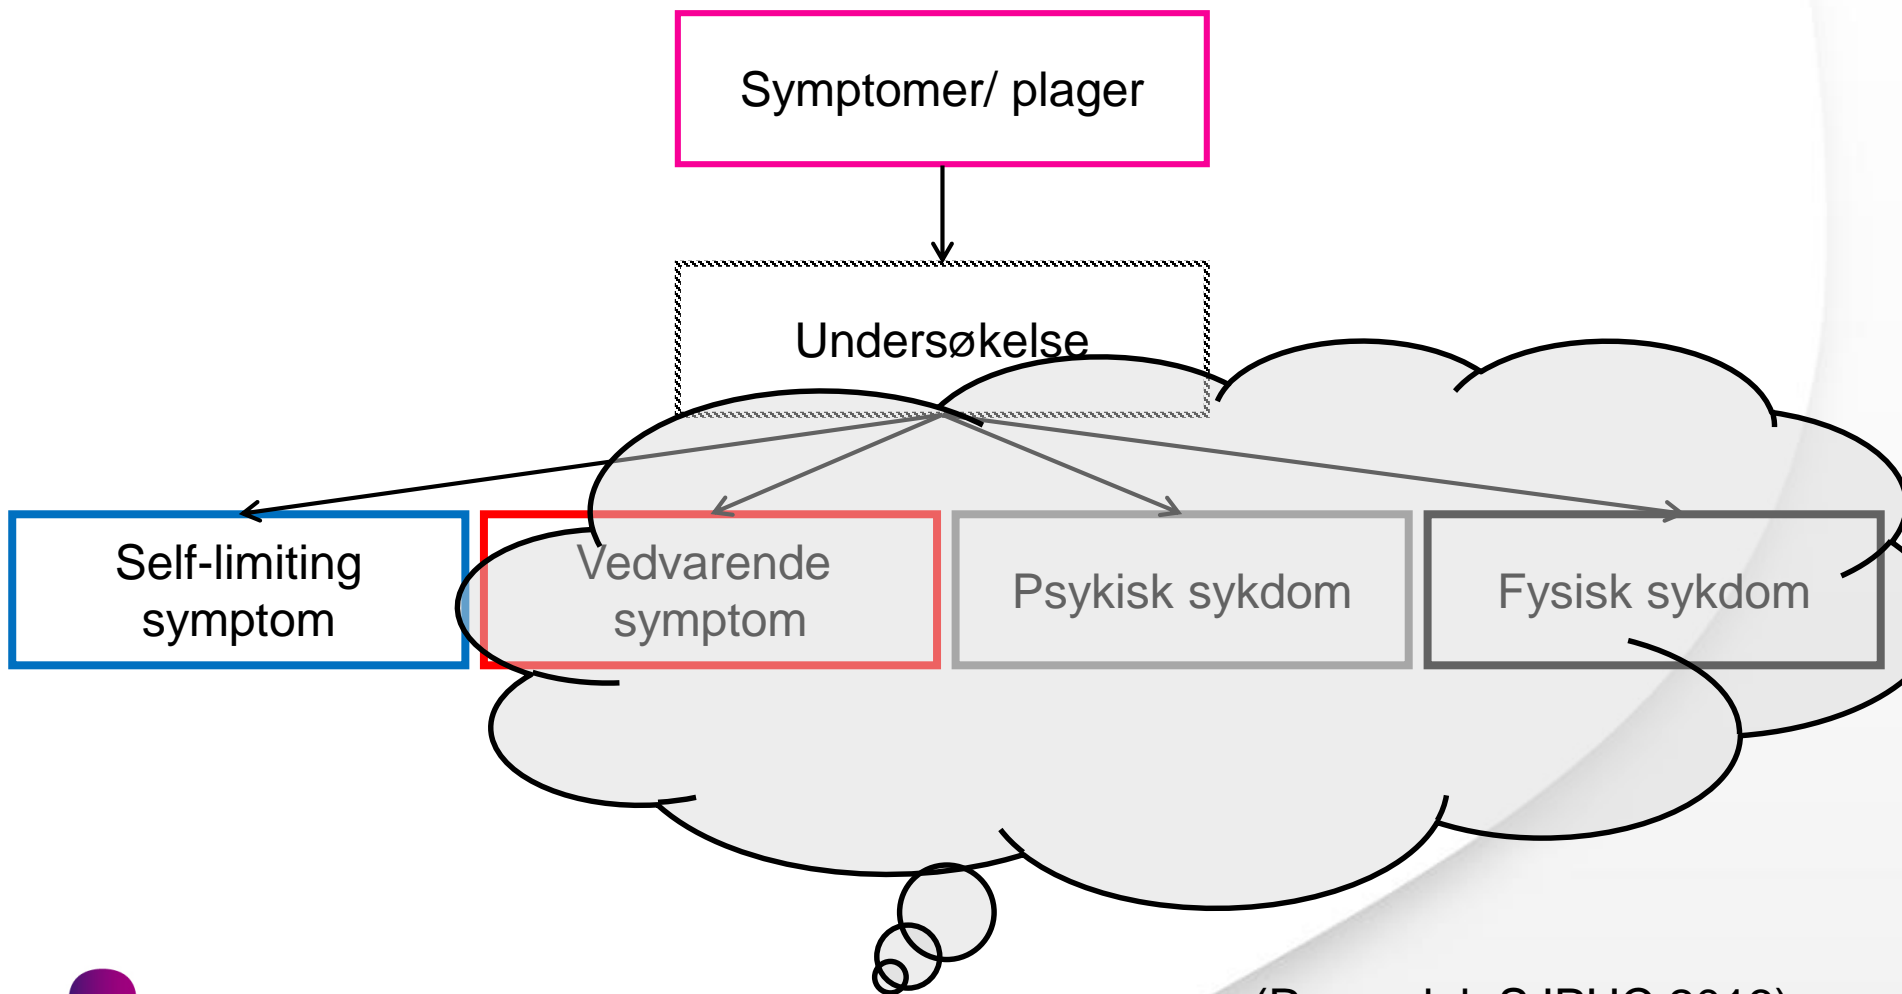 Symptomer/ plager
Undersøkelse
Self-limiting
symptom
Vedvarende
symptom
Psykisk sykdom
Fysisk sykdom